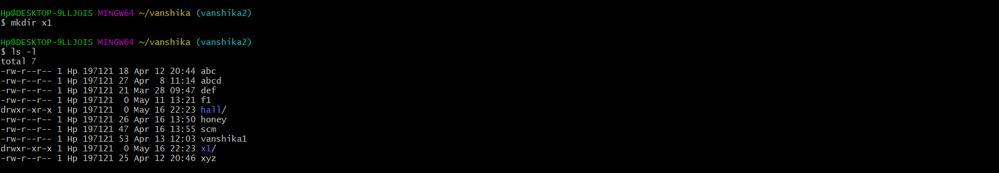 Hp@DESKTOP-9LLJOIS MINGW64 ~/vanshika (vanshika2)
$ mkdir x1
Hp@DESKTOP-9LLJOIS MINGW64 ~/vanshika (vanshika2)
$ ls -l
total 7
-rw-r--r-- 1 Hp 197121 18 Apr 12 20:44 abc
-rw-r--r-- 1 Hp 197121 27 Apr  8 11:14 abcd
-rw-r--r-- 1 Hp 197121 21 Mar 28 09:47 def
-rw-r--r-- 1 Hp 197121  0 May 11 13:21 f1
drwxr-xr-x 1 Hp 197121  0 May 16 22:23 hall/
-rw-r--r-- 1 Hp 197121 26 Apr 16 13:50 honey
-rw-r--r-- 1 Hp 197121 47 Apr 16 13:55 scm
-rw-r--r-- 1 Hp 197121 53 Apr 13 12:03 vanshika1
drwxr-xr-x 1 Hp 197121  0 May 16 22:23 x1/
-rw-r--r-- 1 Hp 197121 25 Apr 12 20:46 xyz